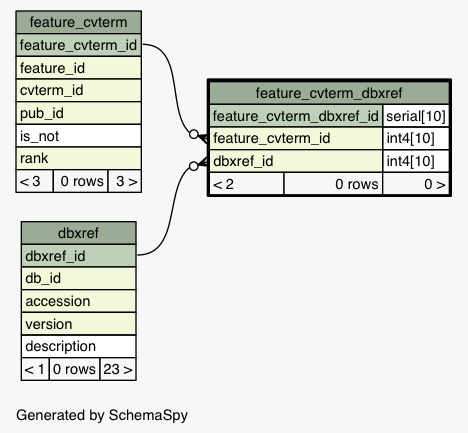 feature_cvterm
feature_cvterm_id
feature_id
cvterm_id
pub_id
is_not
rank
< 3 0 rows 3 >
feature_cvterm_dbxref
feature_cvterm_dbxref_id serial[10]
feature_cvterm_id int4[10]
dbxref_id int4[10]
< 2 0 rows 0 >
dbxref
dbxref_id
db_id
accession
version
description
< 1 0 rows 23 >
Generated by SchemaSpy